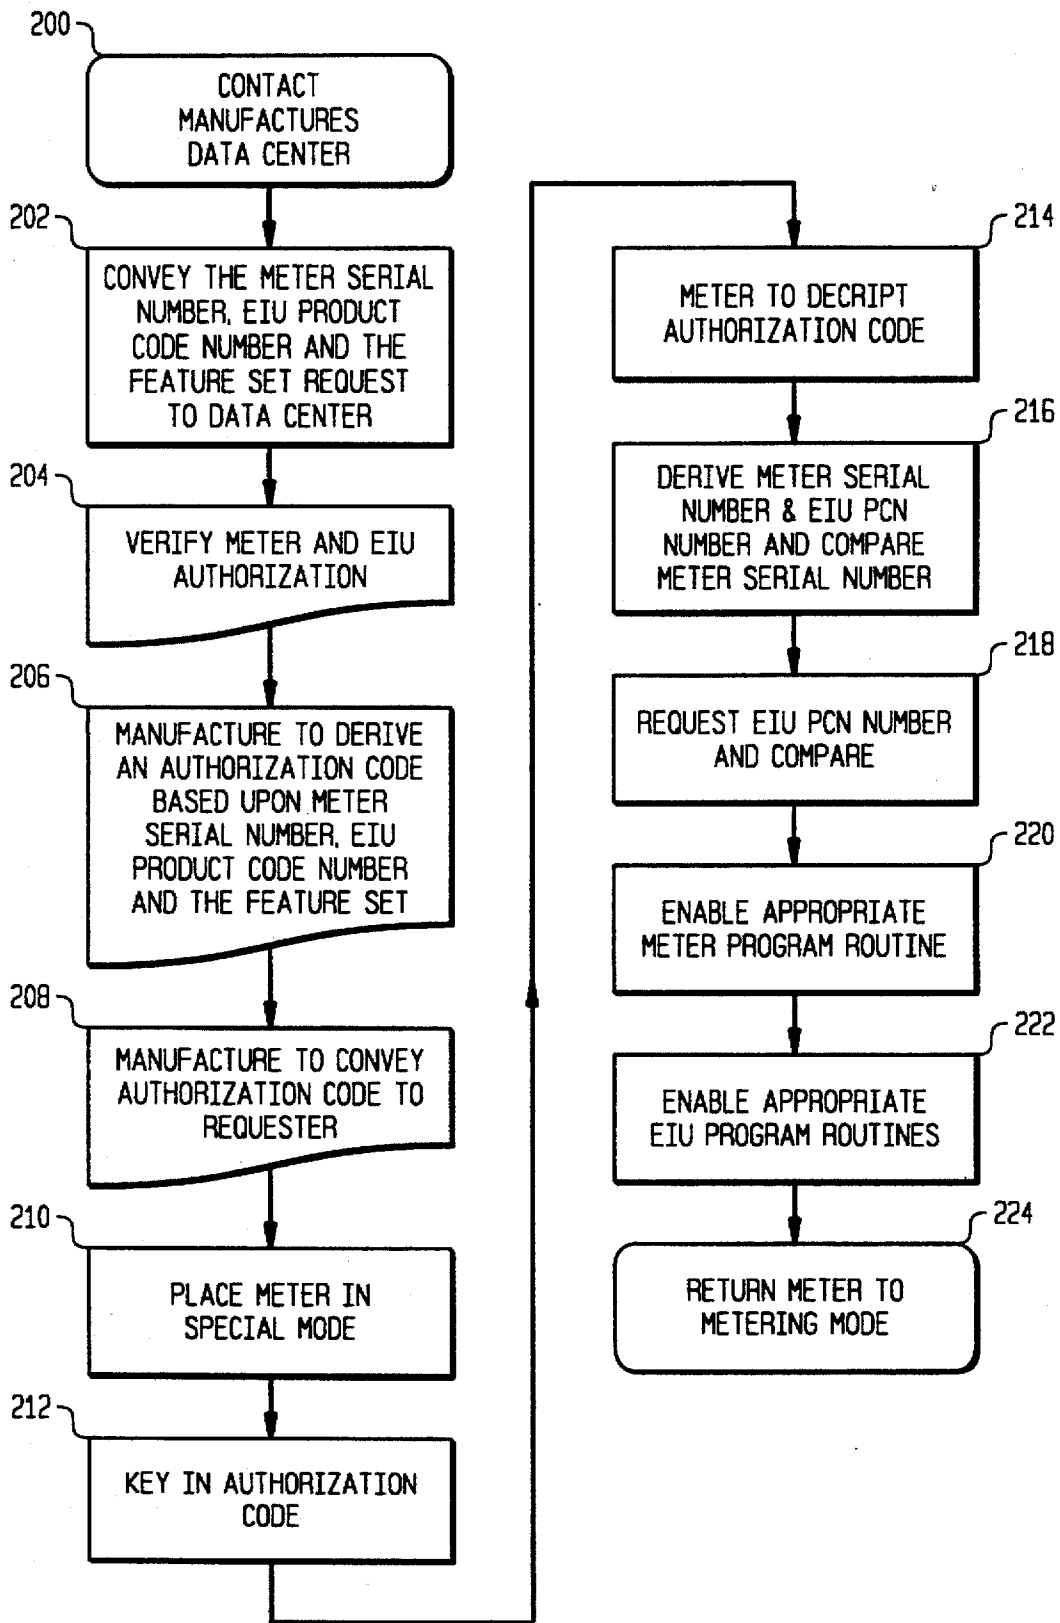 200
CONTACT
MANUFACTURES
DATA CENTER
202
CONVEY THE METER SERIAL
NUMBER, EIU PRODUCT
CODE NUMBER AND THE
FEATURE SET REQUEST
TO DATA CENTER
204
VERIFY METER AND EIU
AUTHORIZATION
206
MANUFACTURE TO DERIVE
AN AUTHORIZATION CODE
BASED UPON METER
SERIAL NUMBER, EIU
PRODUCT CODE NUMBER
AND THE FEATURE SET
208
MANUFACTURE TO CONVEY
AUTHORIZATION CODE TO
REQUESTER
210
PLACE METER IN
SPECIAL MODE
212
KEY IN AUTHORIZATION
CODE
214
METER TO DECRIPT
AUTHORIZATION CODE
216
DERIVE METER SERIAL
NUMBER & EIU PCN
NUMBER AND COMPARE
METER SERIAL NUMBER
218
REQUEST EIU PCN NUMBER
AND COMPARE
220
ENABLE APPROPRIATE
METER PROGRAM ROUTINE
222
ENABLE APPROPRIATE
EIU PROGRAM ROUTINES
224
RETURN METER TO
METERING MODE